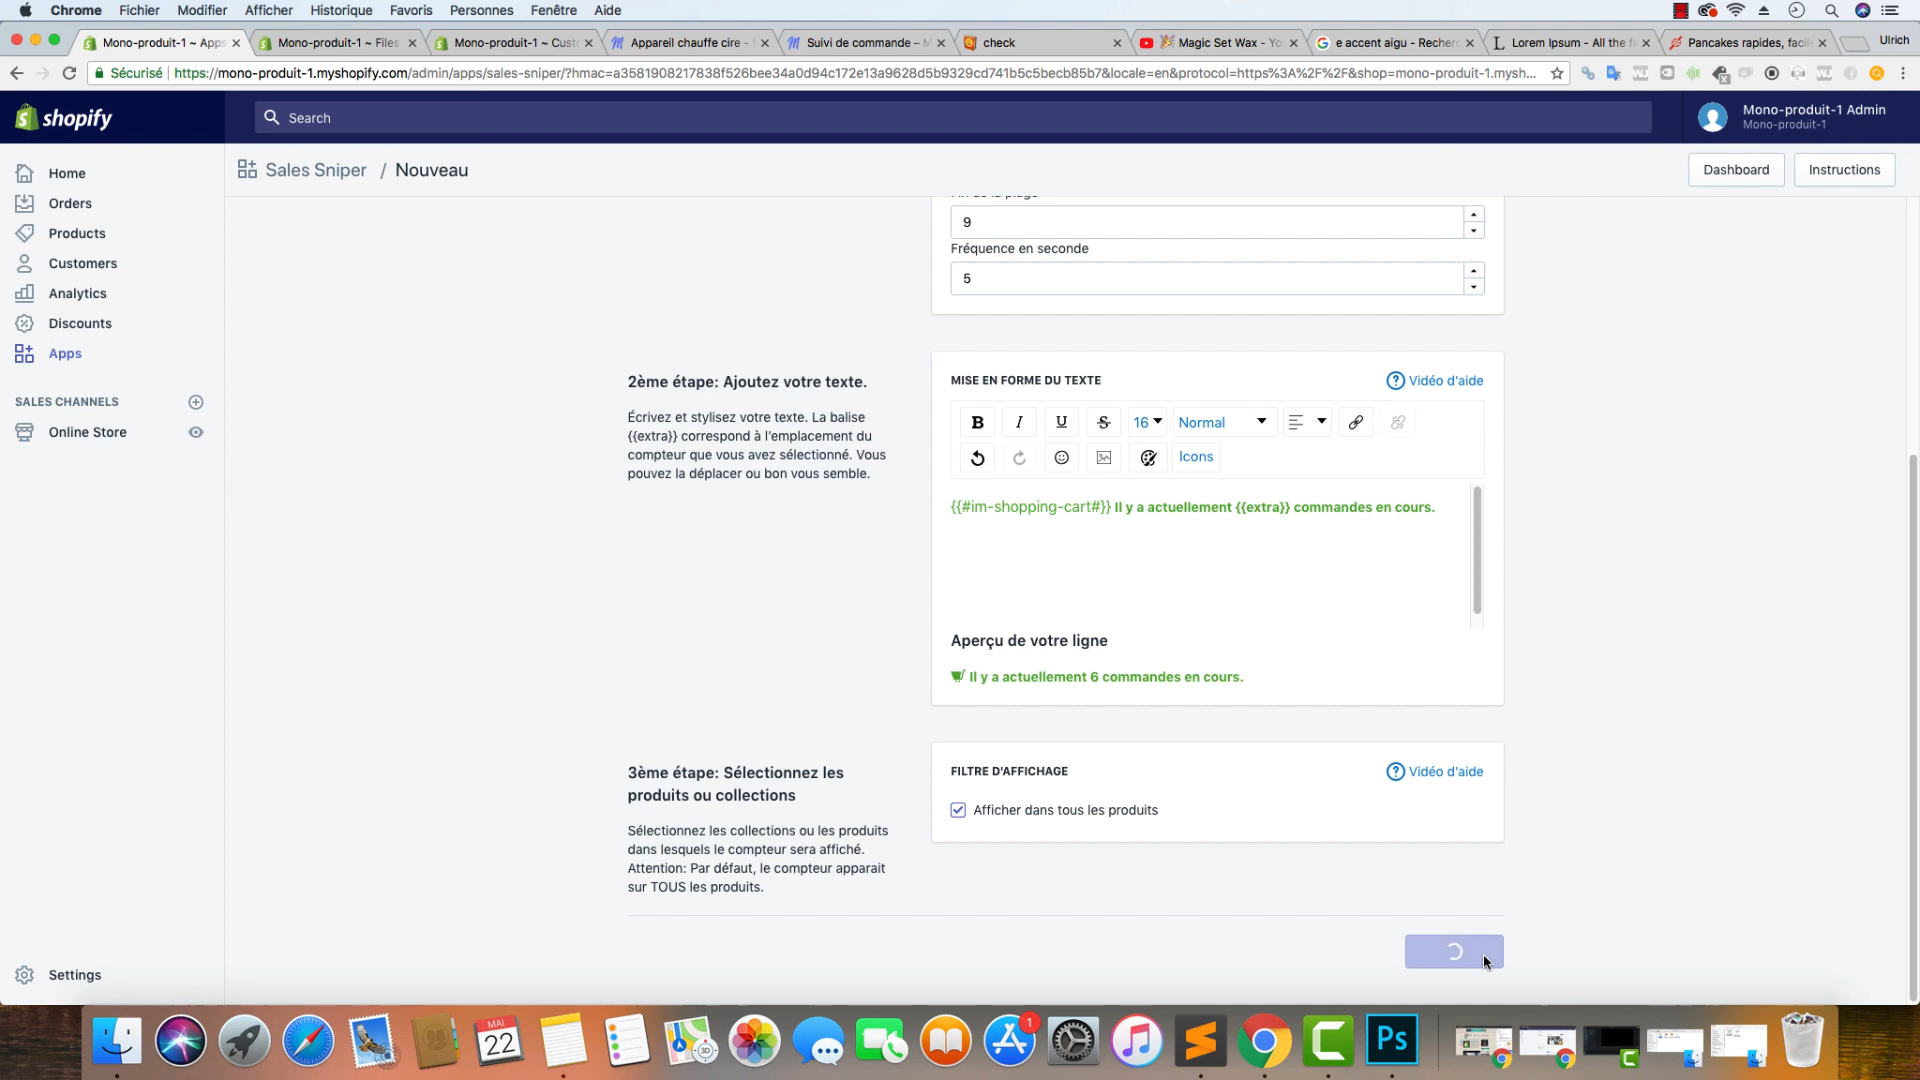 Chrome Fichier Modifier Afficher Historique Favoris Personnes Fenêtre Aide
Mono-produit-1 ~ Apps
Mono-produit-1 ~ Files
Mono-produit-1 ~ Cust
Appareil chauffe cire -
Suivi de commande – M
check
Magic Set Wax - Yo
e accent aigu - Recher
Lorem Ipsum - All the f
Pancakes rapides, faci
Ulrich
Sécurisé https://mono-produit-1.myshopify.com/admin/apps/sales-sniper/?hmac=a3581908217838f526bee34a0d94c172e13a9628d5b9329cd741b5c5becb85b7&locale=en&protocol=https%3A%2F%2F&shop=mono-produit-1.mysh...
shopify
Search
Mono-produit-1 Admin
Mono-produit-1
Home
Orders
Products
Customers
Analytics
Discounts
Apps
SALES CHANNELS
Online Store
Settings
Sales Sniper / Nouveau
Dashboard
Instructions
9
Fréquence en seconde
5
2ème étape: Ajoutez votre texte.
Écrivez et stylisez votre texte. La balise
{{extra}} correspond à l'emplacement du
compteur que vous avez sélectionné. Vous
pouvez la déplacer ou bon vous semble.
MISE EN FORME DU TEXTE
Vidéo d'aide
B I U S 16 Normal
Icons
{{#im-shopping-cart#}} Il y a actuellement {{extra}} commandes en cours.
Aperçu de votre ligne
Il y a actuellement 6 commandes en cours.
3ème étape: Sélectionnez les
produits ou collections
Sélectionnez les collections ou les produits
dans lesquels le compteur sera affiché.
Attention: Par défaut, le compteur apparait
sur TOUS les produits.
FILTRE D'AFFICHAGE
Vidéo d'aide
Afficher dans tous les produits
MAI
22
3D
1
Ps